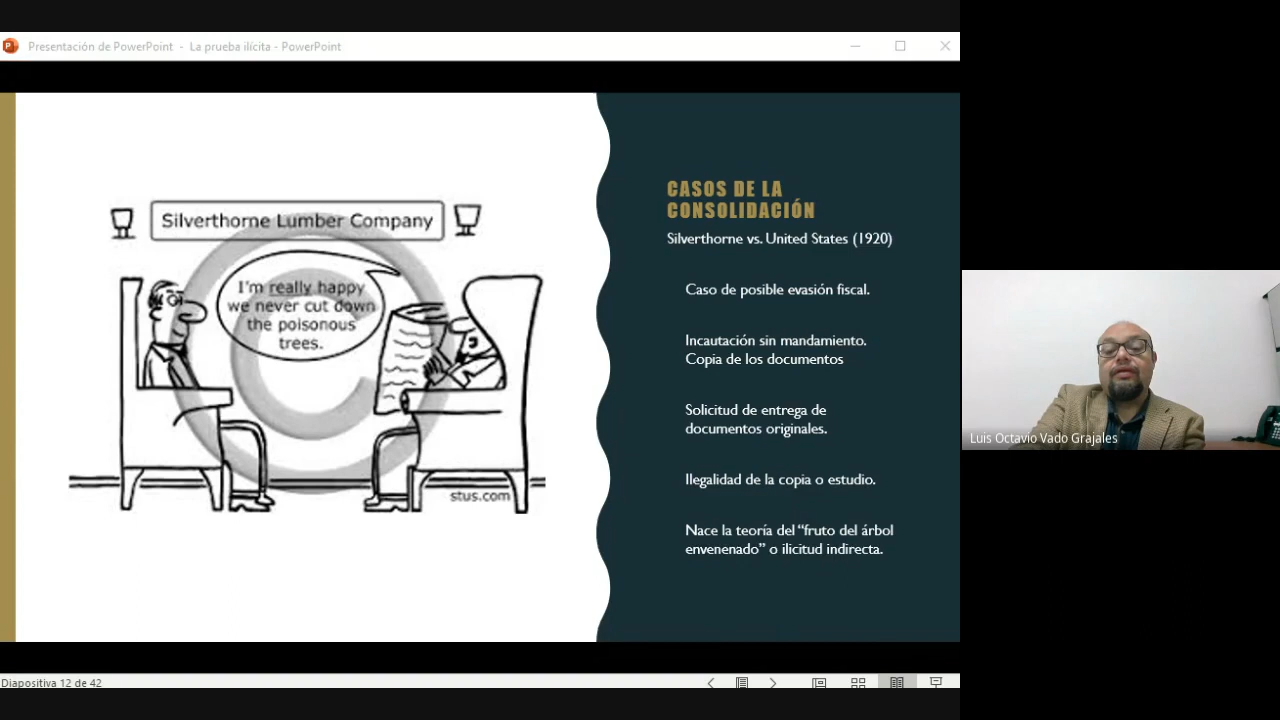 Presentación de PowerPoint - La prueba ilícita - PowerPoint
Silverthorne Lumber Company
I'm really happy
we never cut down
the poisonous
trees.
stus.com
CASOS DE LA
CONSOLIDACIÓN
Silverthorne vs. United States (1920)
Caso de posible evasión fiscal.
Incautación sin mandamiento.
Copia de los documentos
Solicitud de entrega de
documentos originales.
Ilegalidad de la copia o estudio.
Nace la teoría del “fruto del árbol
envenenado” o ilicitud indirecta.
Luis Octavio Vado Grajales
Diapositiva 12 de 42